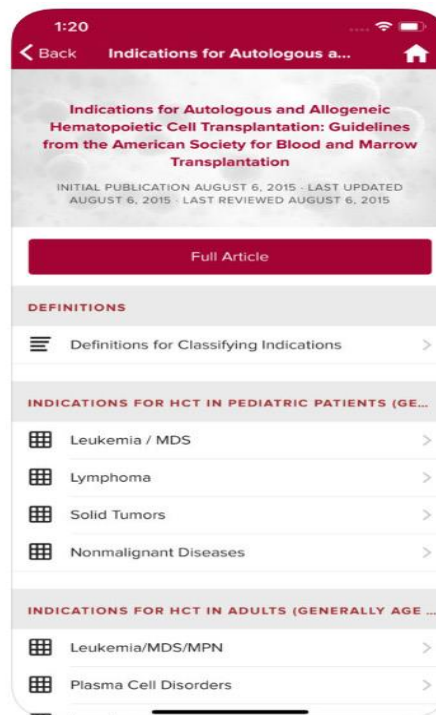 1:20
Back Indications for Autologous a...
Indications for Autologous and Allogeneic
Hematopoietic Cell Transplantation: Guidelines
from the American Society for Blood and Marrow
Transplantation
INITIAL PUBLICATION AUGUST 6, 2015 · LAST UPDATED
AUGUST 6, 2015 · LAST REVIEWED AUGUST 6, 2015
Full Article
DEFINITIONS
Definitions for Classifying Indications
INDICATIONS FOR HCT IN PEDIATRIC PATIENTS (GE...
Leukemia / MDS
Lymphoma
Solid Tumors
Nonmalignant Diseases
INDICATIONS FOR HCT IN ADULTS (GENERALLY AGE ...
Leukemia/MDS/MPN
Plasma Cell Disorders